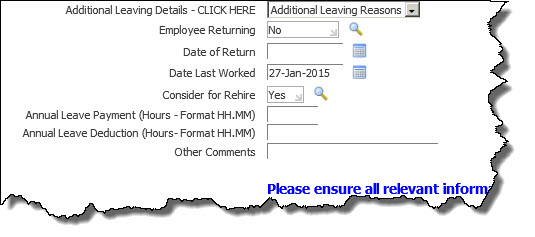 Additional Leaving Details - CLICK HERE Additional Leaving Reasons
Employee Returning No
Date of Return
Date Last Worked 27-Jan-2015
Consider for Rehire Yes
Annual Leave Payment (Hours - Format HH.MM)
Annual Leave Deduction (Hours- Format HH.MM)
Other Comments
Please ensure all relevant inform